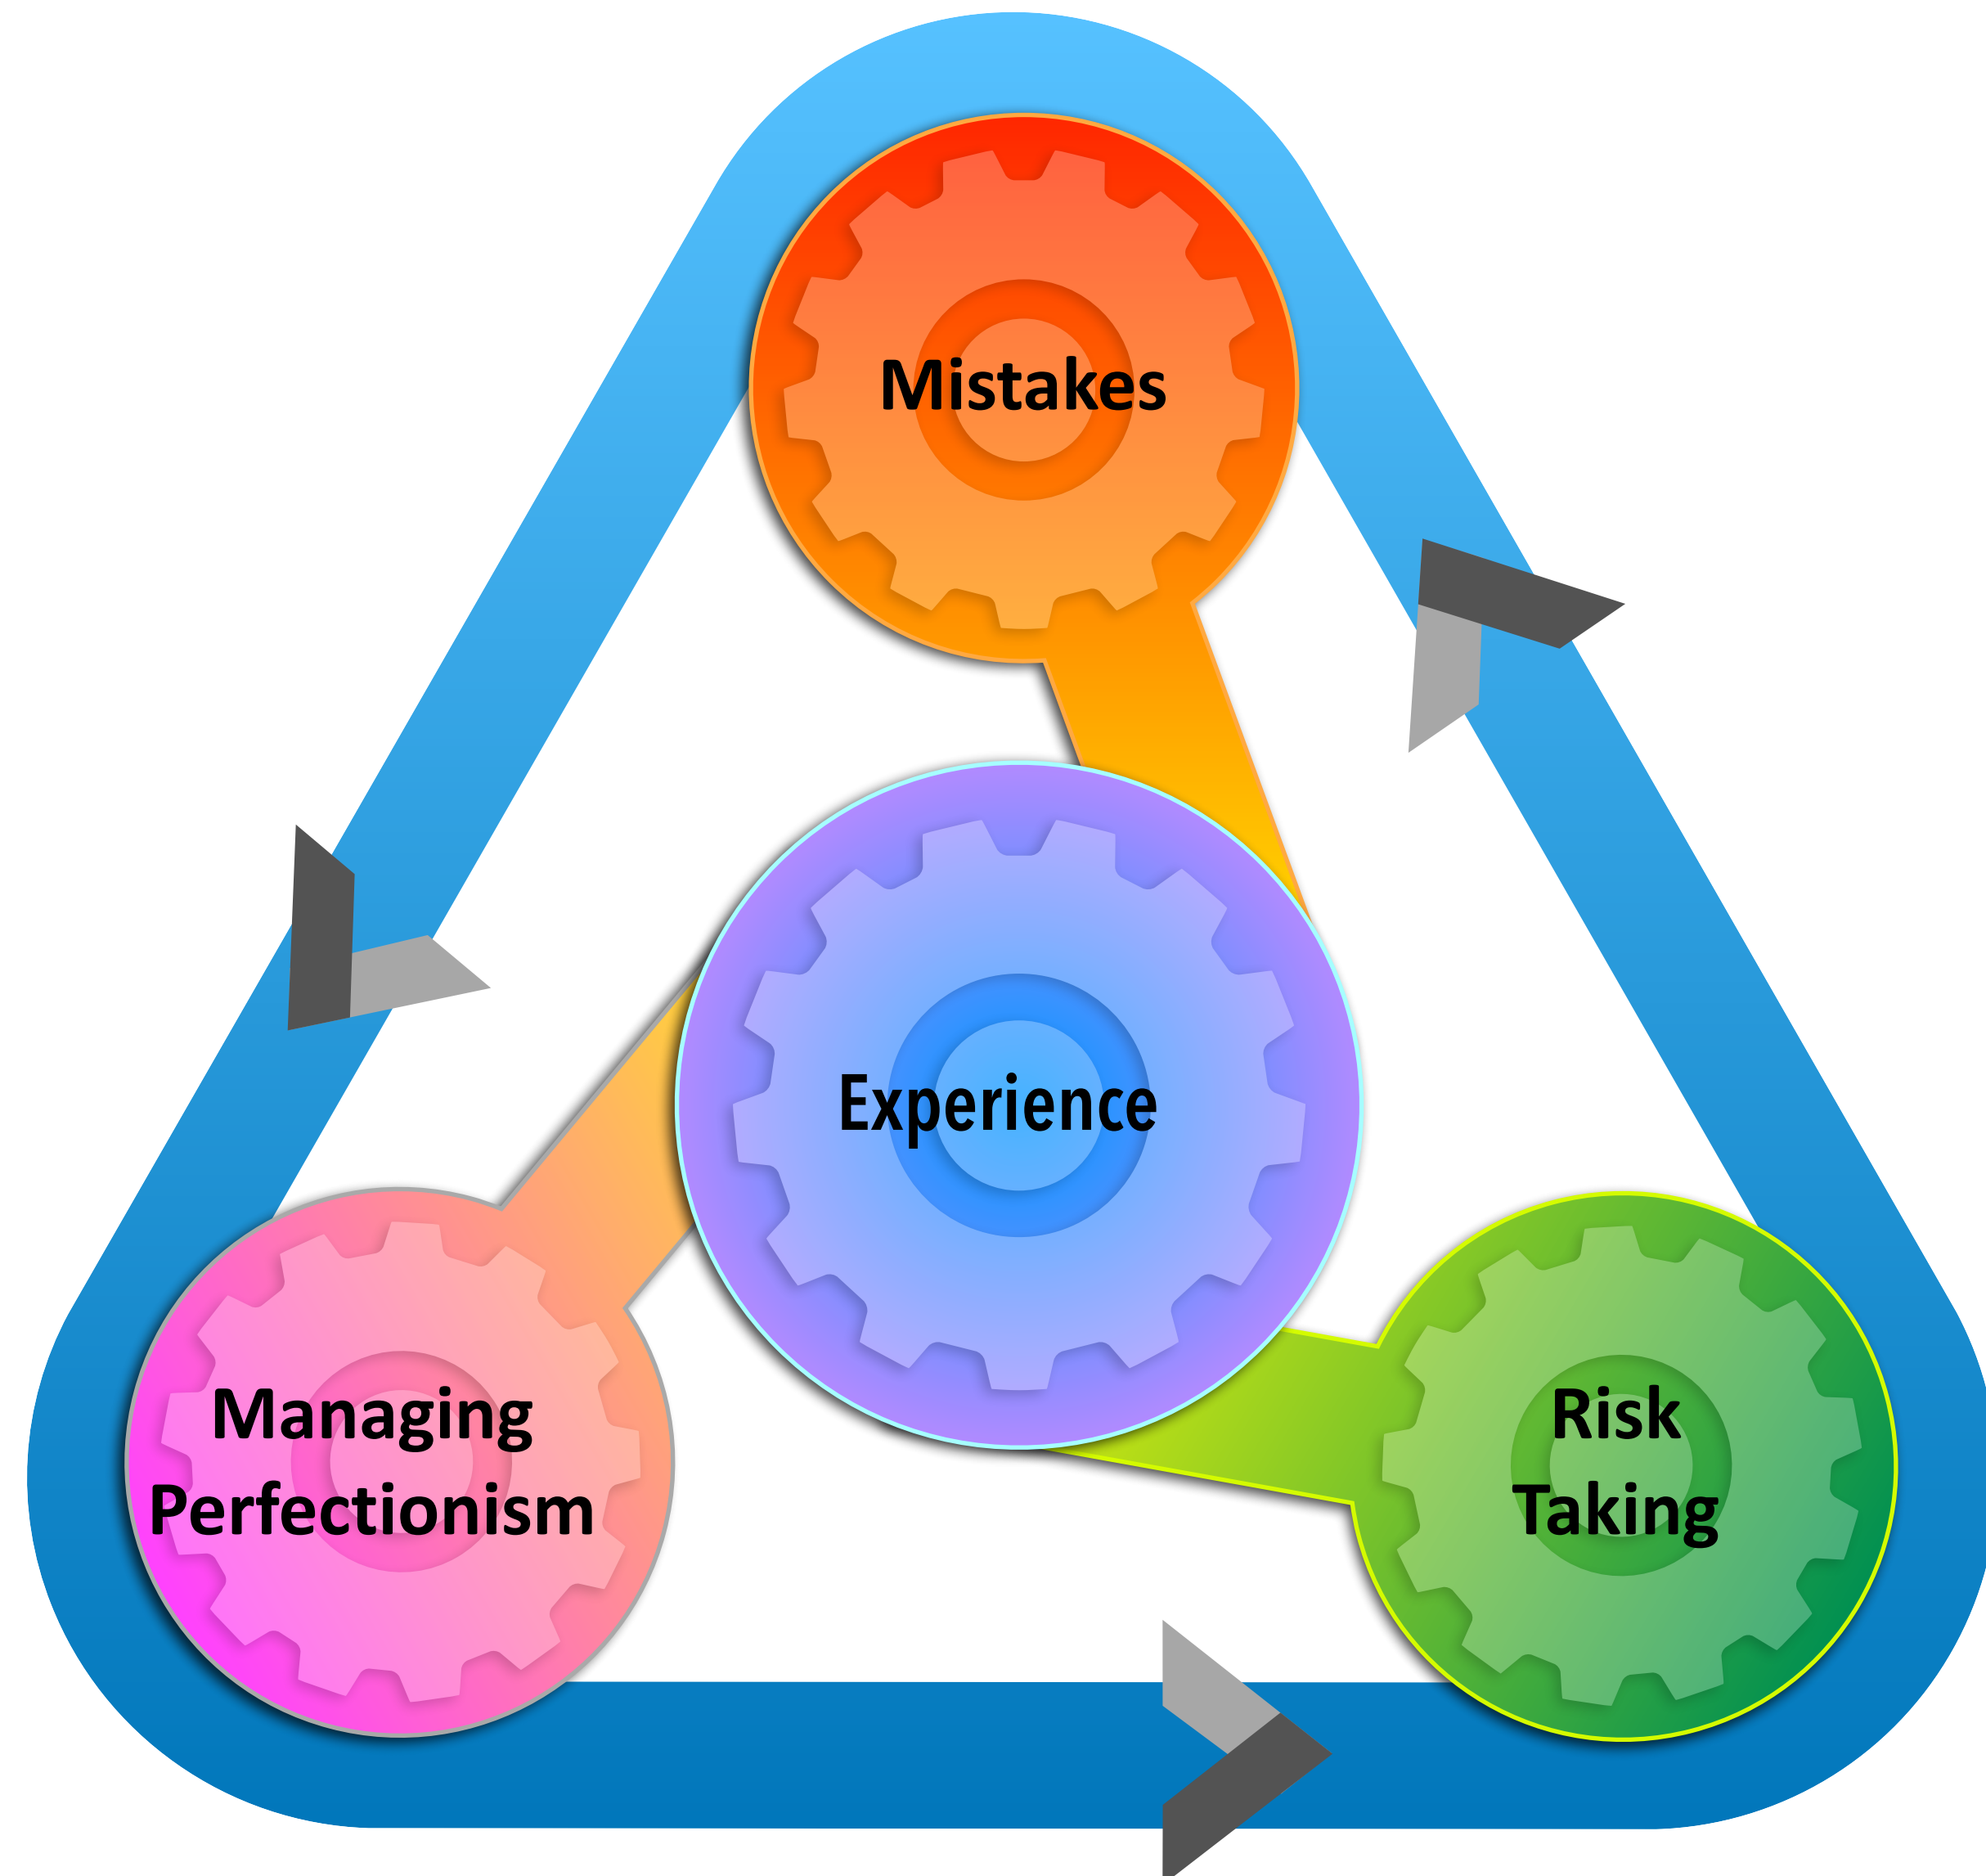 Mistakes
Experience
Managing
Perfectionism
Risk
Taking